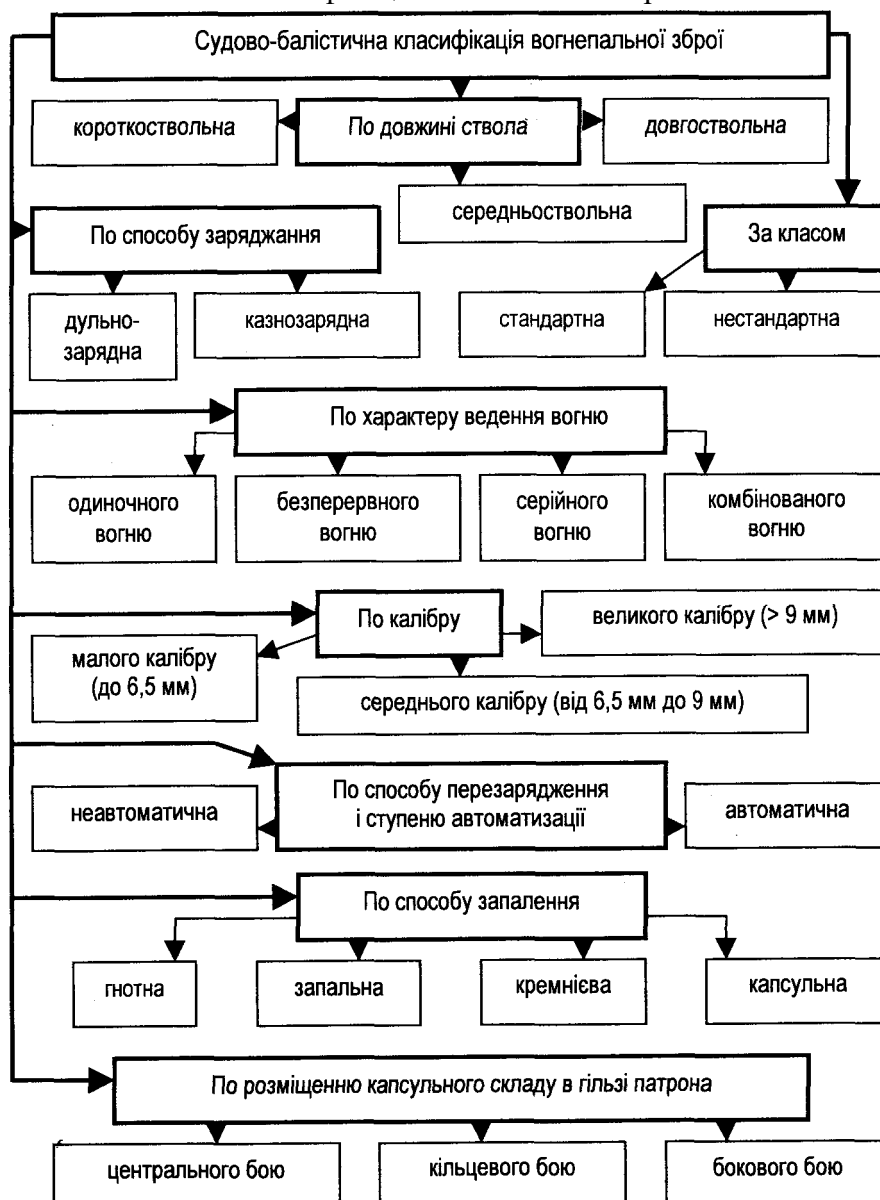 Судово-балістична класифікація вогнепальної зброї
короткоствольна
По довжині ствола
довгоствольна
середньоствольна
По способу заряджання
За класом
дульно-
зарядна
казнозарядна
стандартна
нестандартна
По характеру ведення вогню
одиночного
вогню
безперервного
вогню
серійного
вогню
комбінованого
вогню
По калібру
великого калібру (> 9 мм)
малого калібру
(до 6,5 мм)
середнього калібру (від 6,5 мм до 9 мм)
По способу перезарядження
і ступеню автоматизації
неавтоматична
автоматична
По способу запалення
гнотна
запальна
кремнієва
капсульна
По розміщенню капсульного складу в гільзі патрона
центрального бою
кільцевого бою
бокового бою